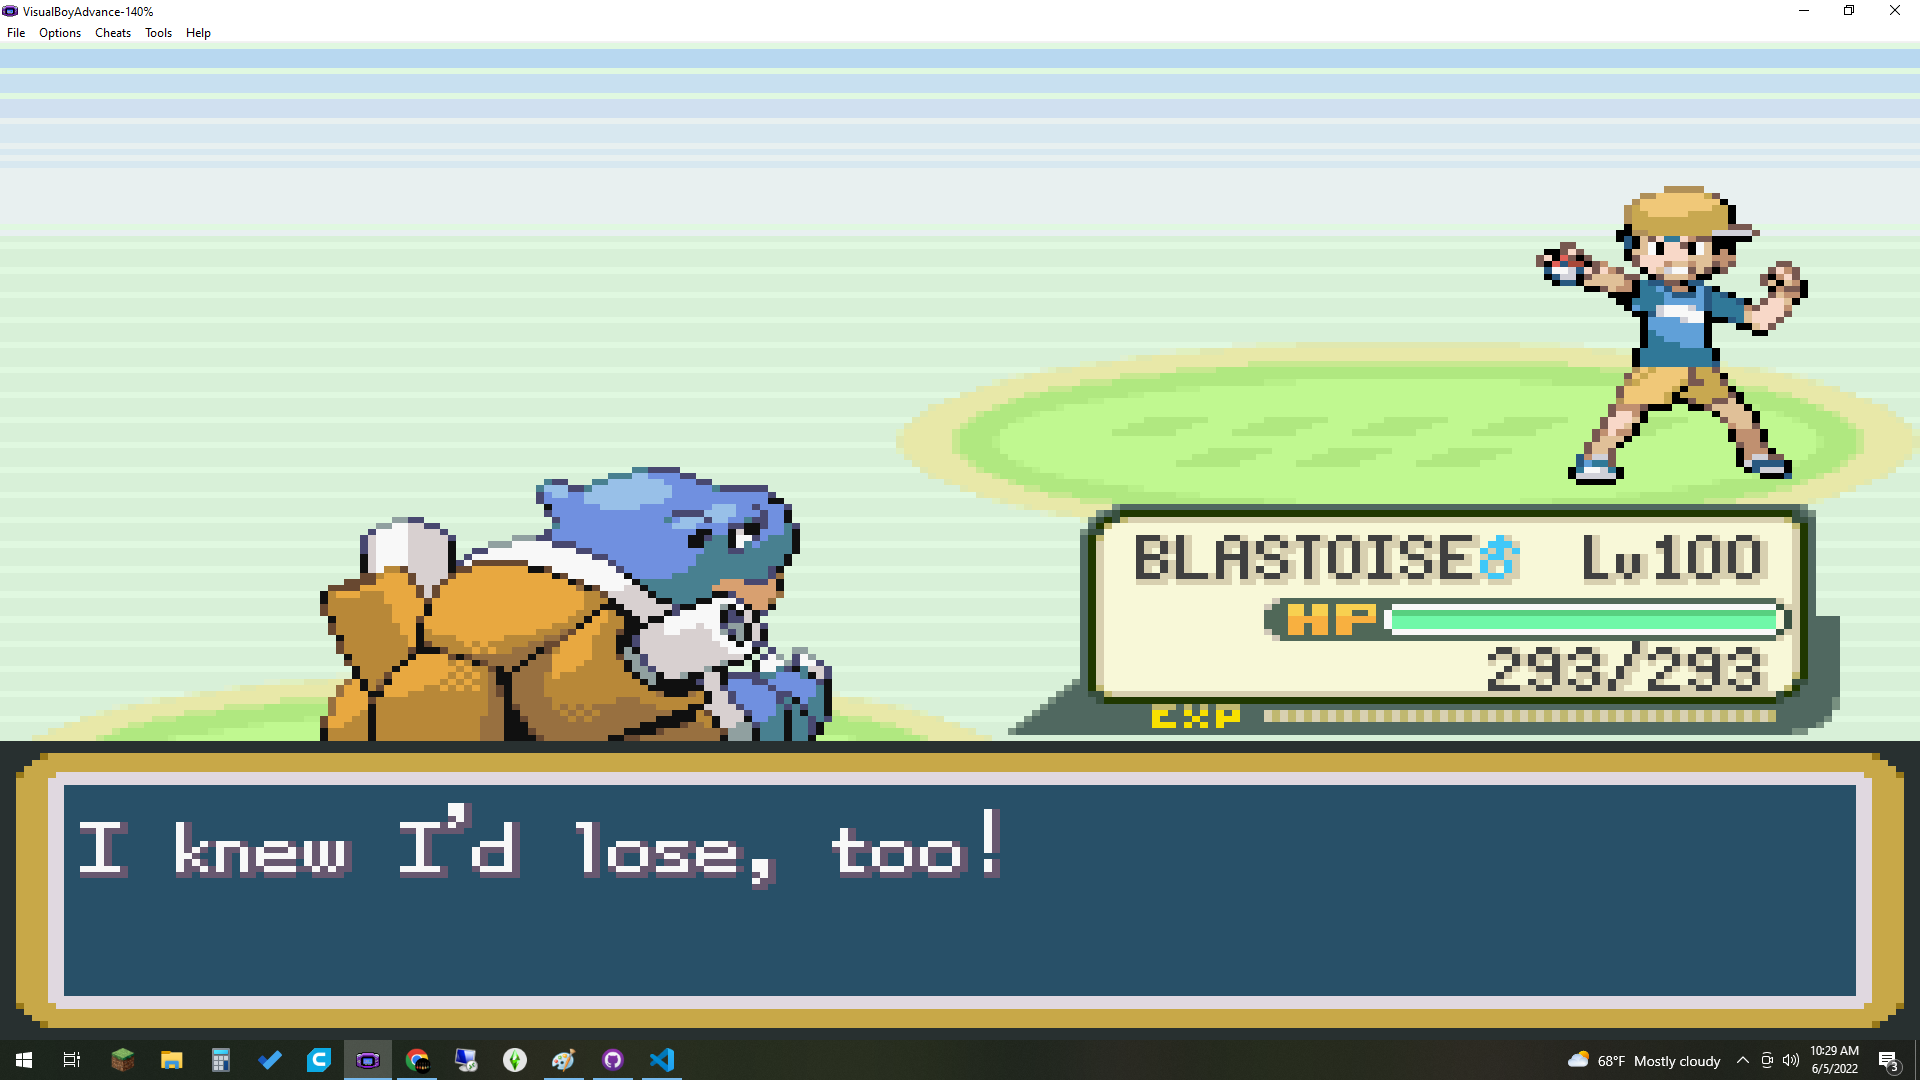 VisualBoyAdvance-140%
File Options Cheats Tools Help
BLASTOISE♂ Lv100
HP
293/293
EXP
I knew I'd lose, too!
68°F Mostly cloudy
10:29 AM
6/5/2022
3